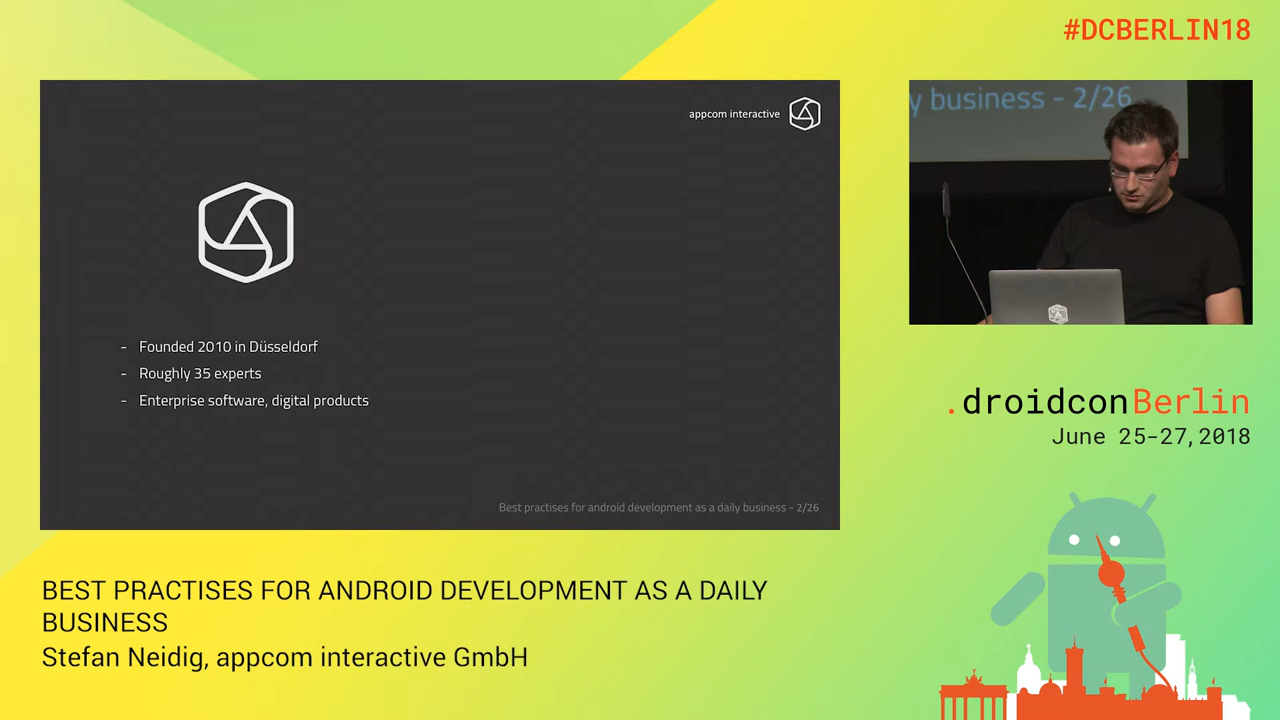 #DCBERLIN18
appcom interactive
y business - 2/26
- Founded 2010 in Düsseldorf
- Roughly 35 experts
- Enterprise software, digital products
Best practises for android development as a daily business - 2/26
.droidconBerlin
June 25-27, 2018
BEST PRACTISES FOR ANDROID DEVELOPMENT AS A DAILY
BUSINESS
Stefan Neidig, appcom interactive GmbH